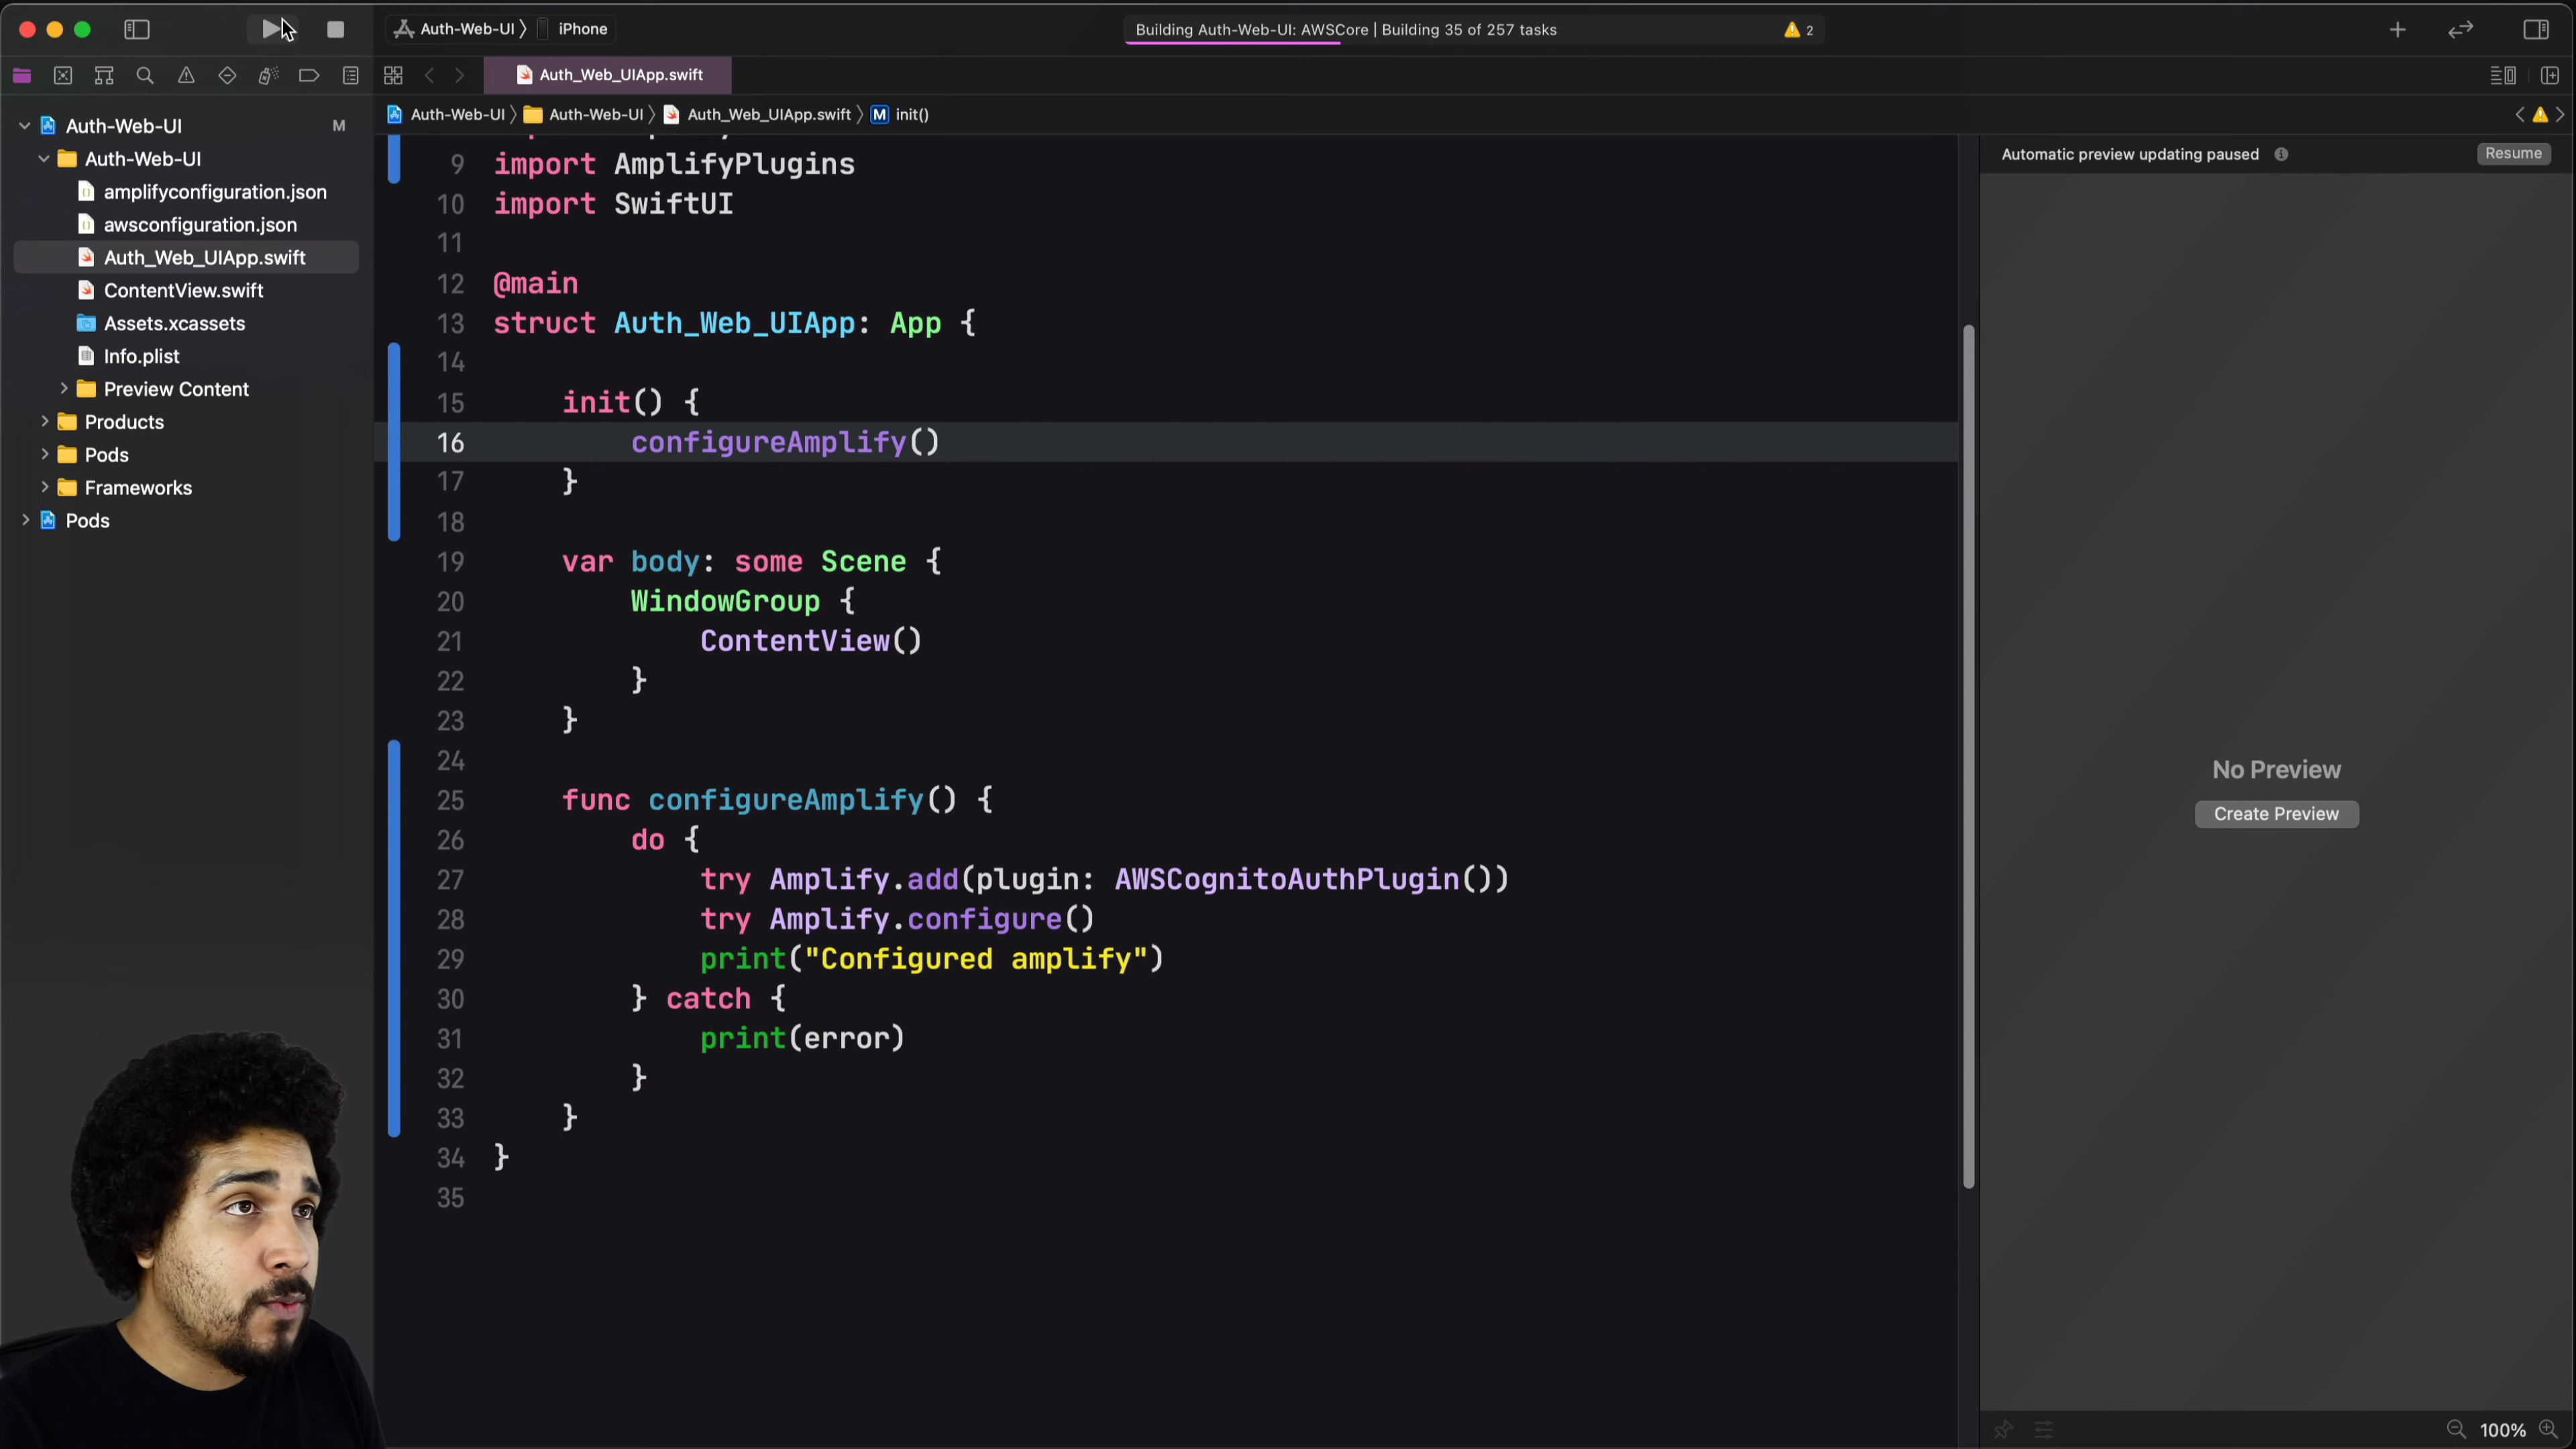 Auth-Web-UI 〉 iPhone
Building Auth-Web-UI: AWSCore | Building 35 of 257 tasks
2
Auth_Web_UIApp.swift
Auth-Web-UI 〉 Auth-Web-UI 〉 Auth_Web_UIApp.swift 〉 M init()
Auth-Web-UI M
Auth-Web-UI
amplifyconfiguration.json
awsconfiguration.json
Auth_Web_UIApp.swift
ContentView.swift
Assets.xcassets
Info.plist
Preview Content
Products
Pods
Frameworks
Pods
9 import AmplifyPlugins
10 import SwiftUI
11
12 @main
13 struct Auth_Web_UIApp: App {
14
15 init() {
16 configureAmplify()
17 }
18
19 var body: some Scene {
20 WindowGroup {
21 ContentView()
22 }
23 }
24
25 func configureAmplify() {
26 do {
27 try Amplify.add(plugin: AWSCognitoAuthPlugin())
28 try Amplify.configure()
29 print("Configured amplify")
30 } catch {
31 print(error)
32 }
33 }
34 }
35
Automatic preview updating paused
Resume
No Preview
Create Preview
100%